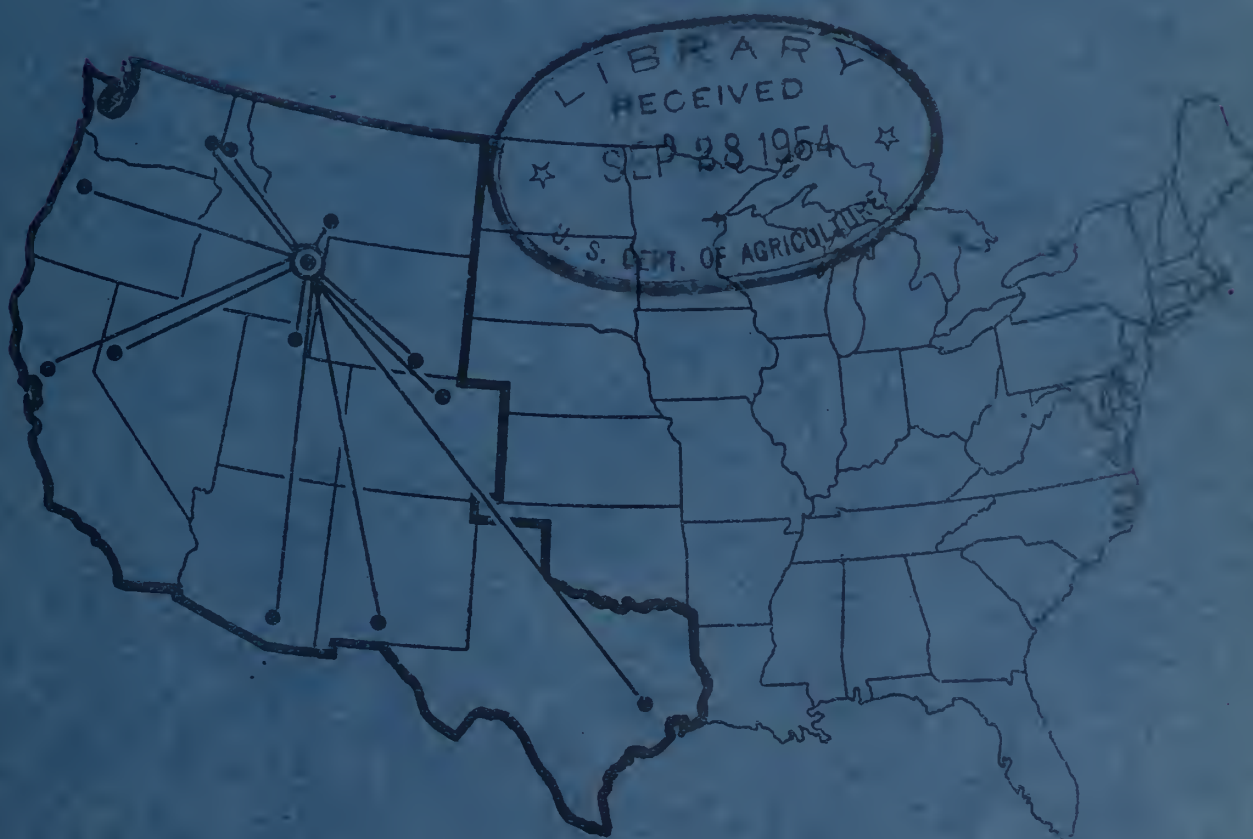 LIBRARY
RECEIVED
SEP 28 1954
U. S. DEPT. OF AGRICULTURE